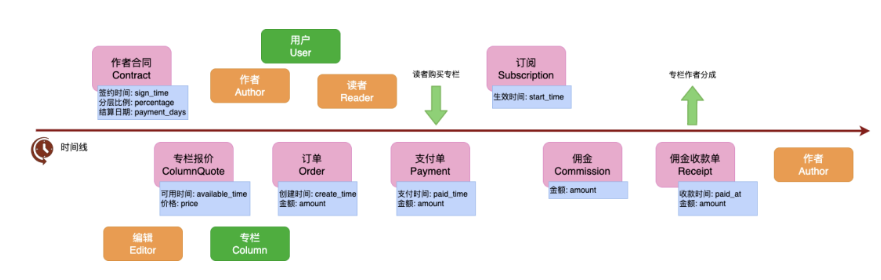 用户
User
作者合同
Contract
签约时间: sign_time
分层比例: percentage
结算日期: payment_days
作者
Author
读者
Reader
读者购买专栏
订阅
Subscription
生效时间: start_time
专栏作者分成
时间线
专栏报价
ColumnQuote
可用时间: available_time
价格: price
订单
Order
创建时间: create_time
金额: amount
支付单
Payment
支付时间: paid_time
金额: amount
佣金
Commission
金额: amount
佣金收款单
Receipt
收款时间: paid_at
金额: amount
作者
Author
编辑
Editor
专栏
Column